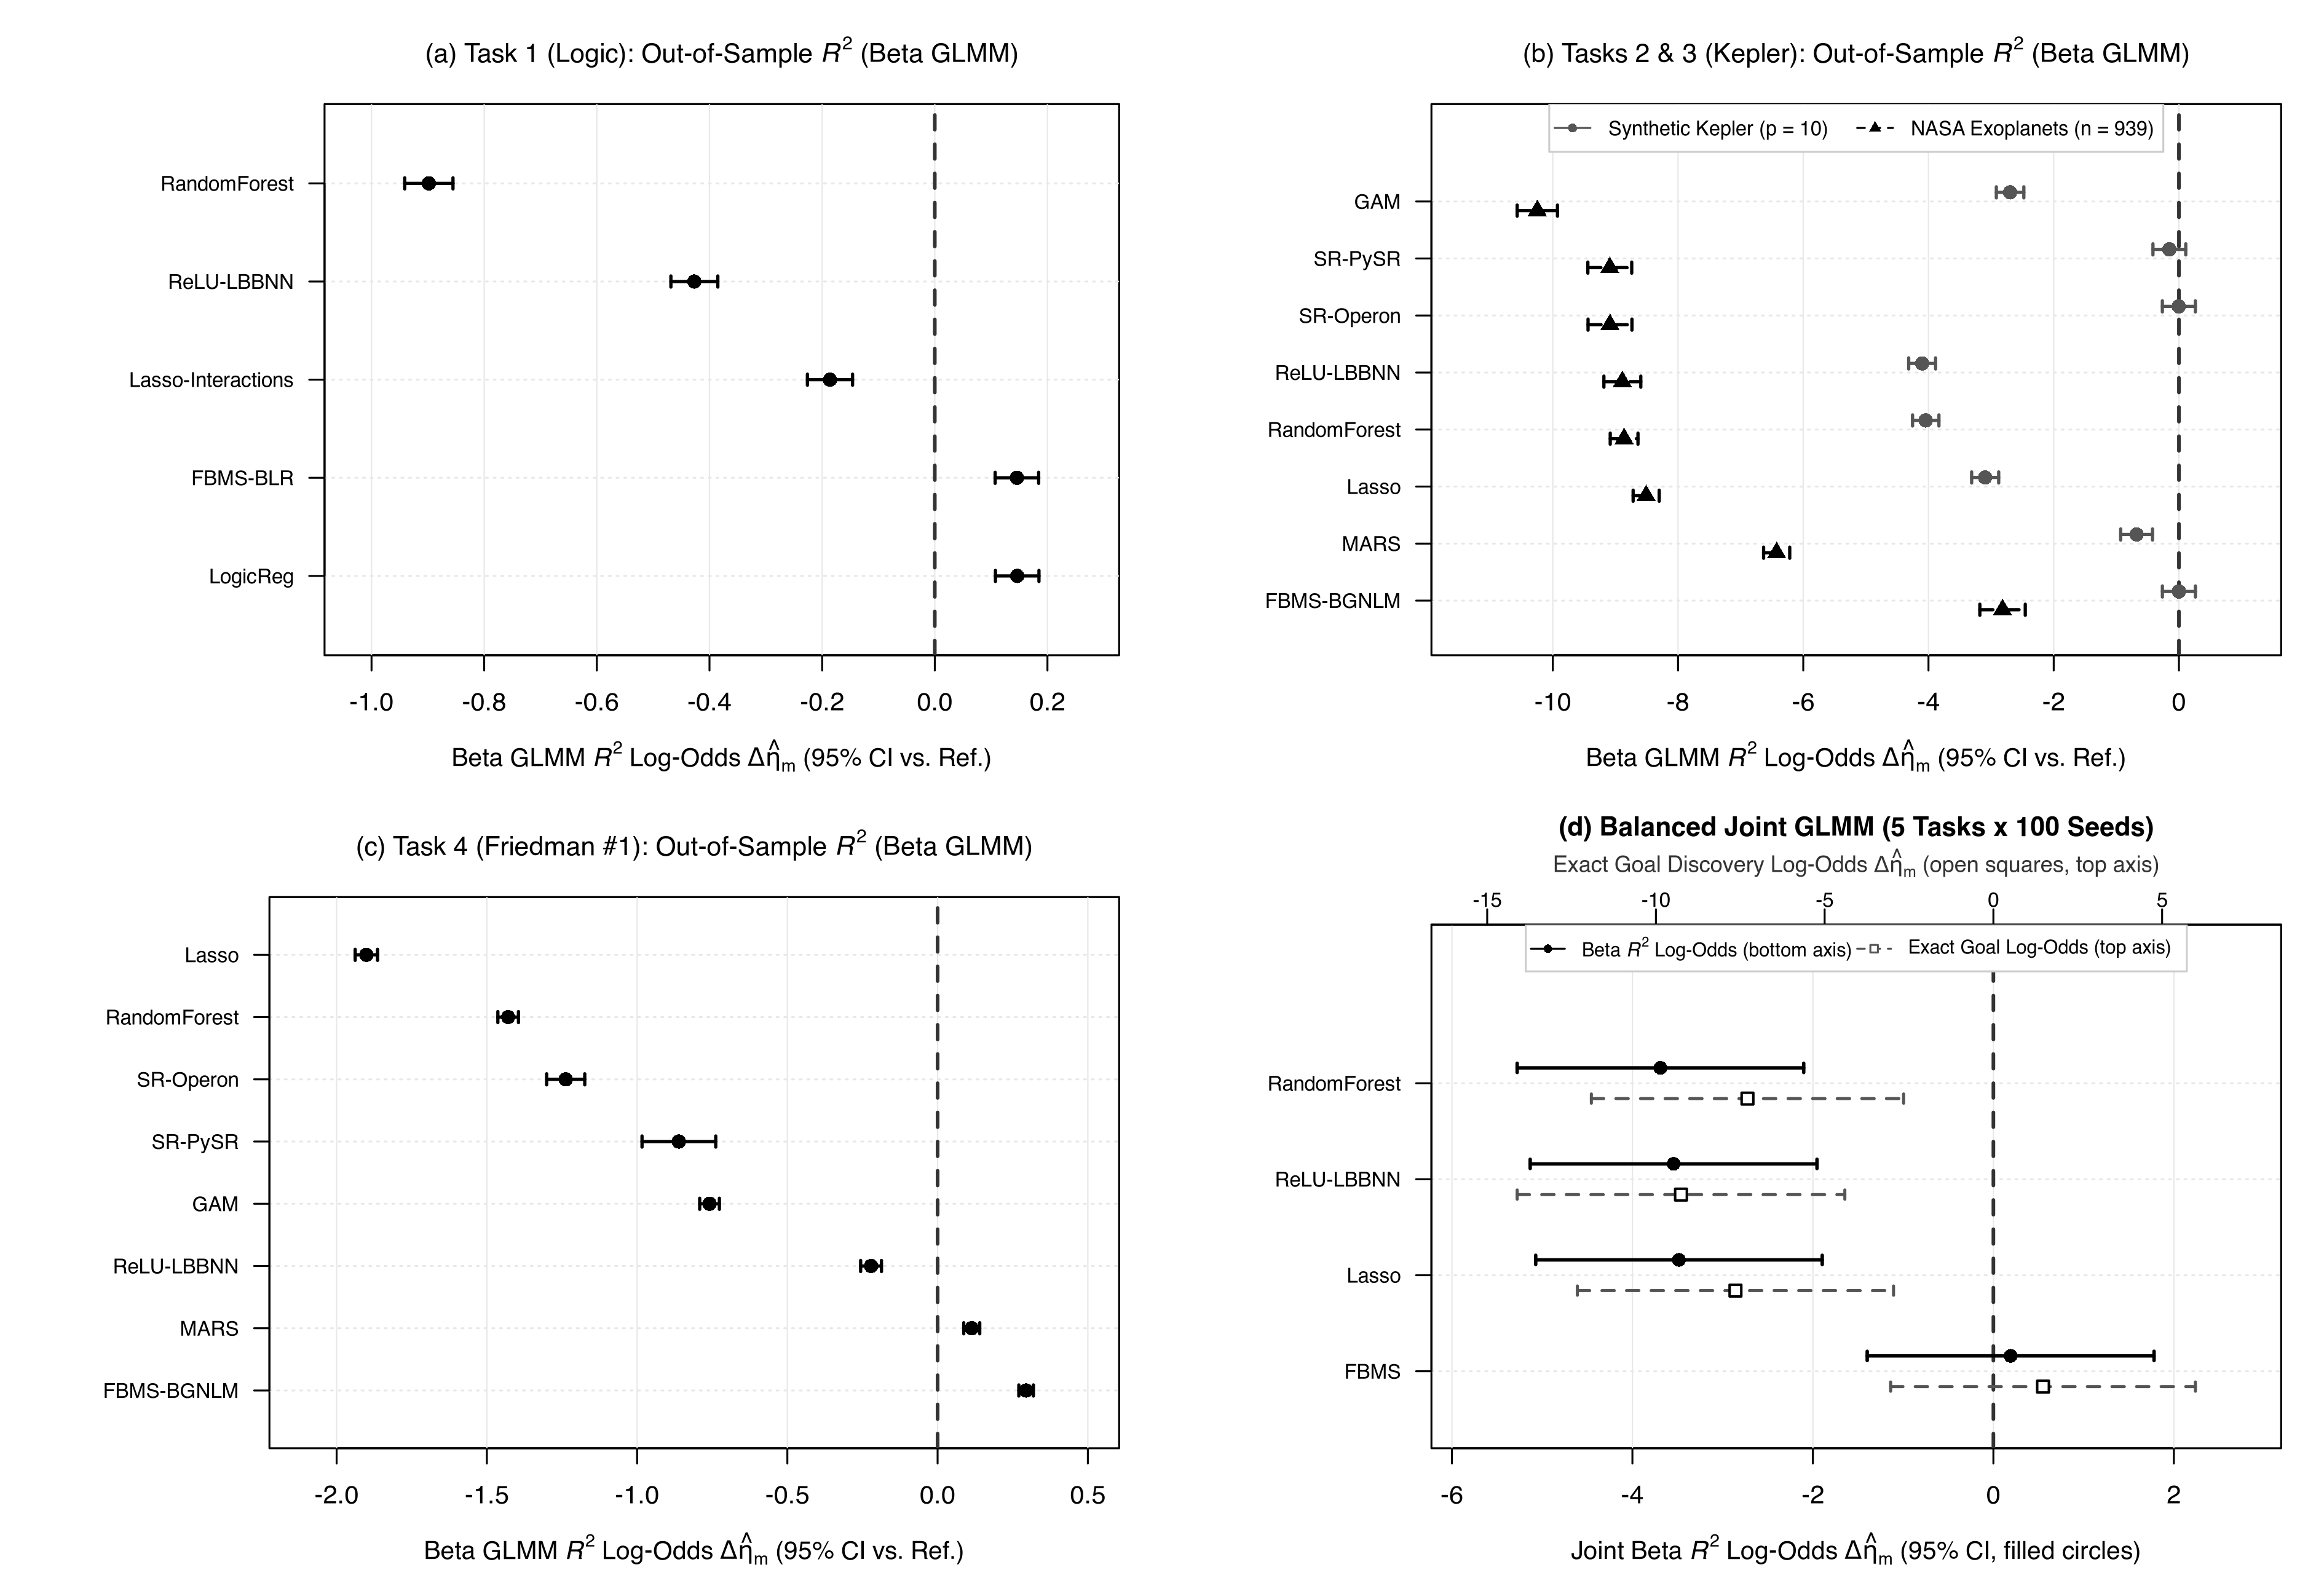 (a) Task 1 (Logic): Out-of-Sample R² (Beta GLMM)
RandomForest
ReLU-LBBNN
Lasso-Interactions
FBMS-BLR
LogicReg
-1.0 -0.8 -0.6 -0.4 -0.2 0.0 0.2
Beta GLMM R² Log-Odds Δη̂ₘ (95% CI vs. Ref.)
(b) Tasks 2 & 3 (Kepler): Out-of-Sample R² (Beta GLMM)
Synthetic Kepler (p = 10) NASA Exoplanets (n = 939)
GAM
SR-PySR
SR-Operon
ReLU-LBBNN
RandomForest
Lasso
MARS
FBMS-BGNLM
-10 -8 -6 -4 -2 0
Beta GLMM R² Log-Odds Δη̂ₘ (95% CI vs. Ref.)
(c) Task 4 (Friedman #1): Out-of-Sample R² (Beta GLMM)
Lasso
RandomForest
SR-Operon
SR-PySR
GAM
ReLU-LBBNN
MARS
FBMS-BGNLM
-2.0 -1.5 -1.0 -0.5 0.0 0.5
Beta GLMM R² Log-Odds Δη̂ₘ (95% CI vs. Ref.)
(d) Balanced Joint GLMM (5 Tasks x 100 Seeds)
Exact Goal Discovery Log-Odds Δη̂ₘ (open squares, top axis)
-15 -10 -5 0 5
Beta R² Log-Odds (bottom axis) Exact Goal Log-Odds (top axis)
RandomForest
ReLU-LBBNN
Lasso
FBMS
-6 -4 -2 0 2
Joint Beta R² Log-Odds Δη̂ₘ (95% CI, filled circles)